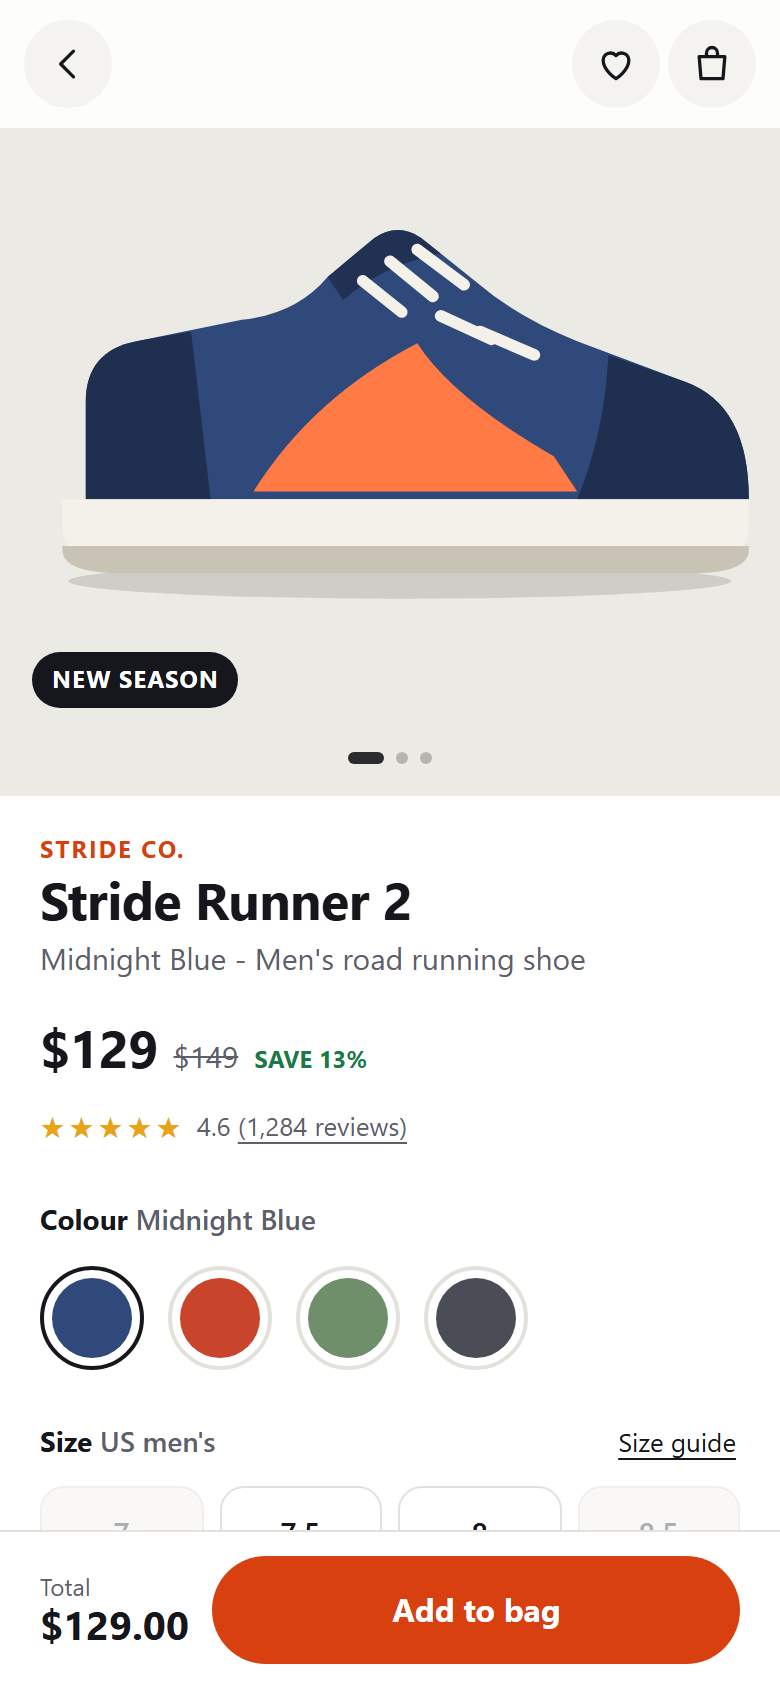 NEW SEASON
STRIDE CO.
Stride Runner 2
Midnight Blue - Men's road running shoe
$129 $149 SAVE 13%
★★★★★ 4.6 (1,284 reviews)
Colour Midnight Blue
Size US men's Size guide
Total
$129.00
Add to bag